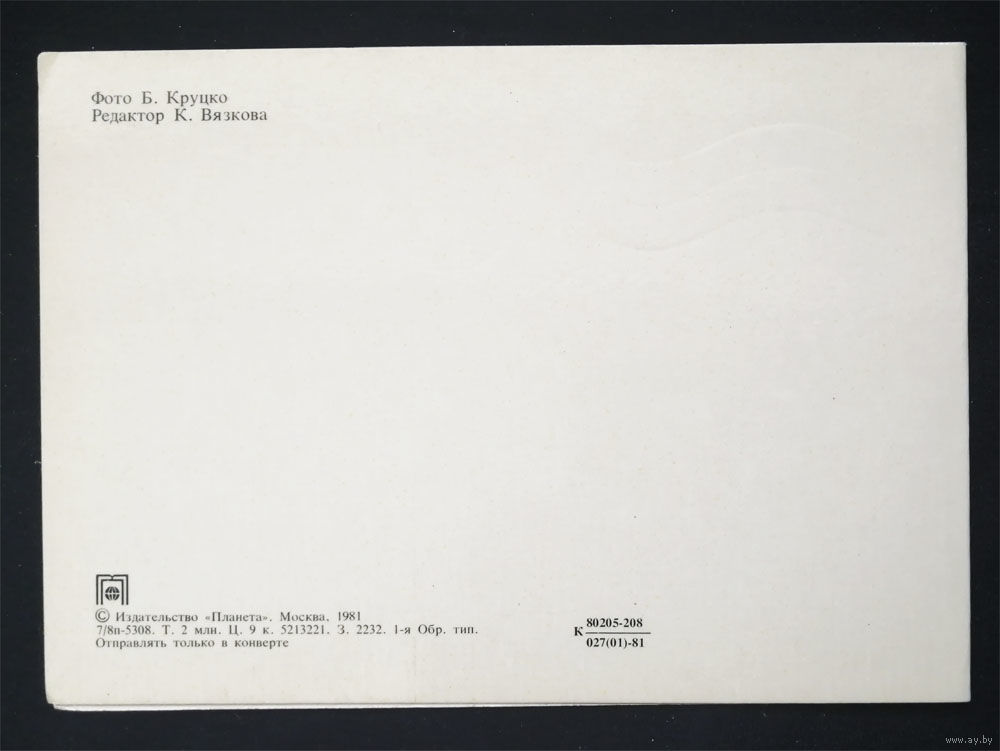 Фото Б. Круцко
Редактор К. Вязкова
© Издательство «Планета». Москва, 1981
7/8п-5308. Т. 2 млн. Ц. 9 к. 5213221. З. 2232. 1-я Обр. тип.
Отправлять только в конверте
К 80205-208
027(01)-81
www.ay.by